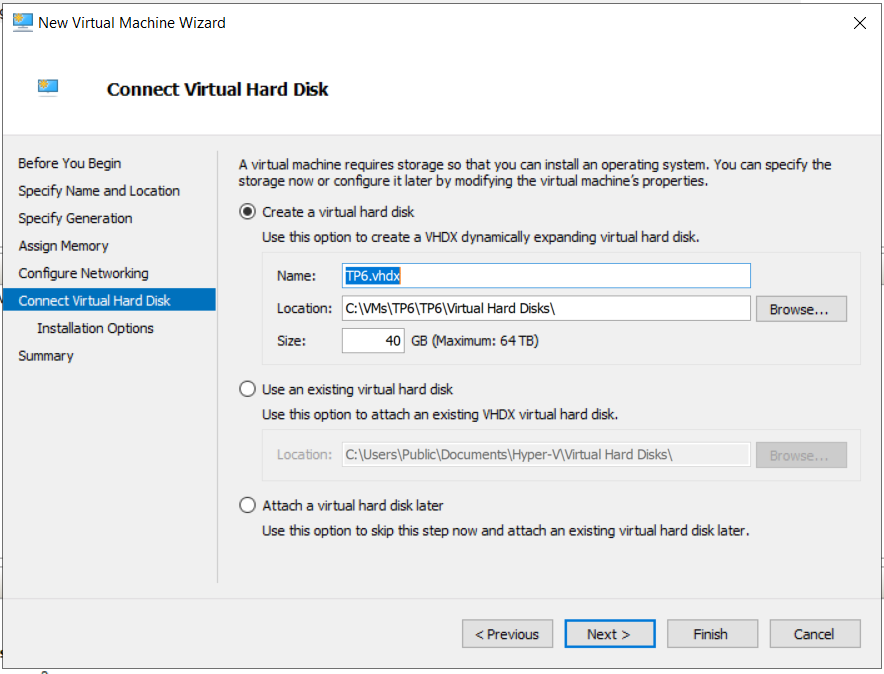 New Virtual Machine Wizard
Connect Virtual Hard Disk
Before You Begin
Specify Name and Location
Specify Generation
Assign Memory
Configure Networking
Connect Virtual Hard Disk
Installation Options
Summary
A virtual machine requires storage so that you can install an operating system. You can specify the
storage now or configure it later by modifying the virtual machine's properties.
Create a virtual hard disk
Use this option to create a VHDX dynamically expanding virtual hard disk.
Name: TP6.vhdx
Location: C:\VMs\TP6\TP6\Virtual Hard Disks\ Browse...
Size: 40 GB (Maximum: 64 TB)
Use an existing virtual hard disk
Use this option to attach an existing VHDX virtual hard disk.
Location: C:\Users\Public\Documents\Hyper-V\Virtual Hard Disks\ Browse...
Attach a virtual hard disk later
Use this option to skip this step now and attach an existing virtual hard disk later.
< Previous Next > Finish Cancel